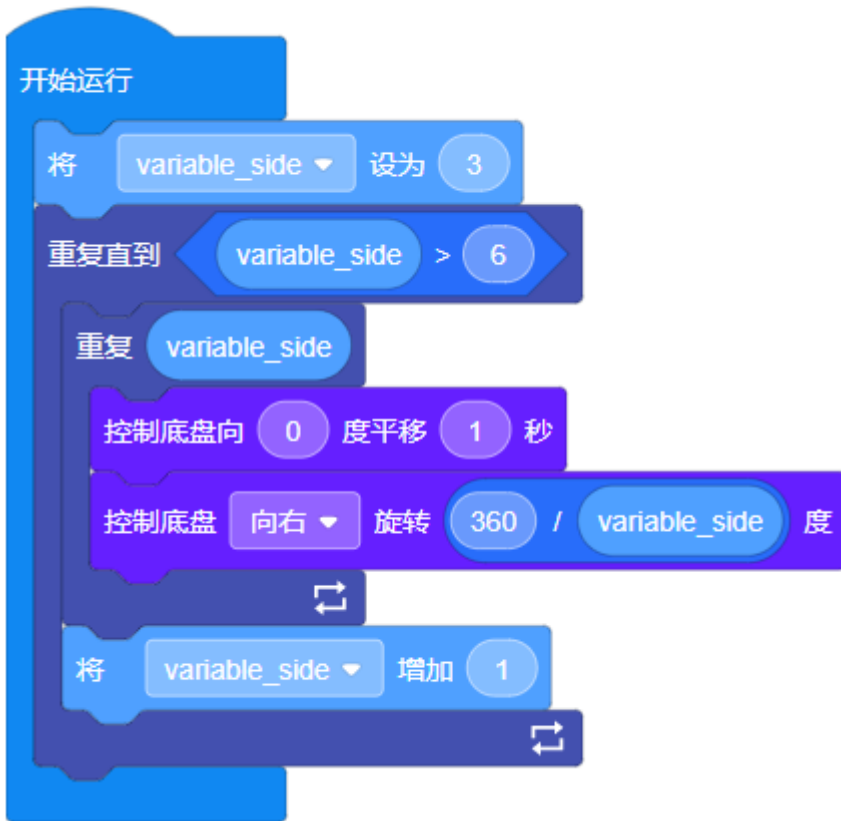 开始运行
将 variable_side 设为 3
重复直到 variable_side > 6
重复 variable_side
控制底盘向 0 度平移 1 秒
控制底盘 向右 旋转 360 / variable_side 度
将 variable_side 增加 1